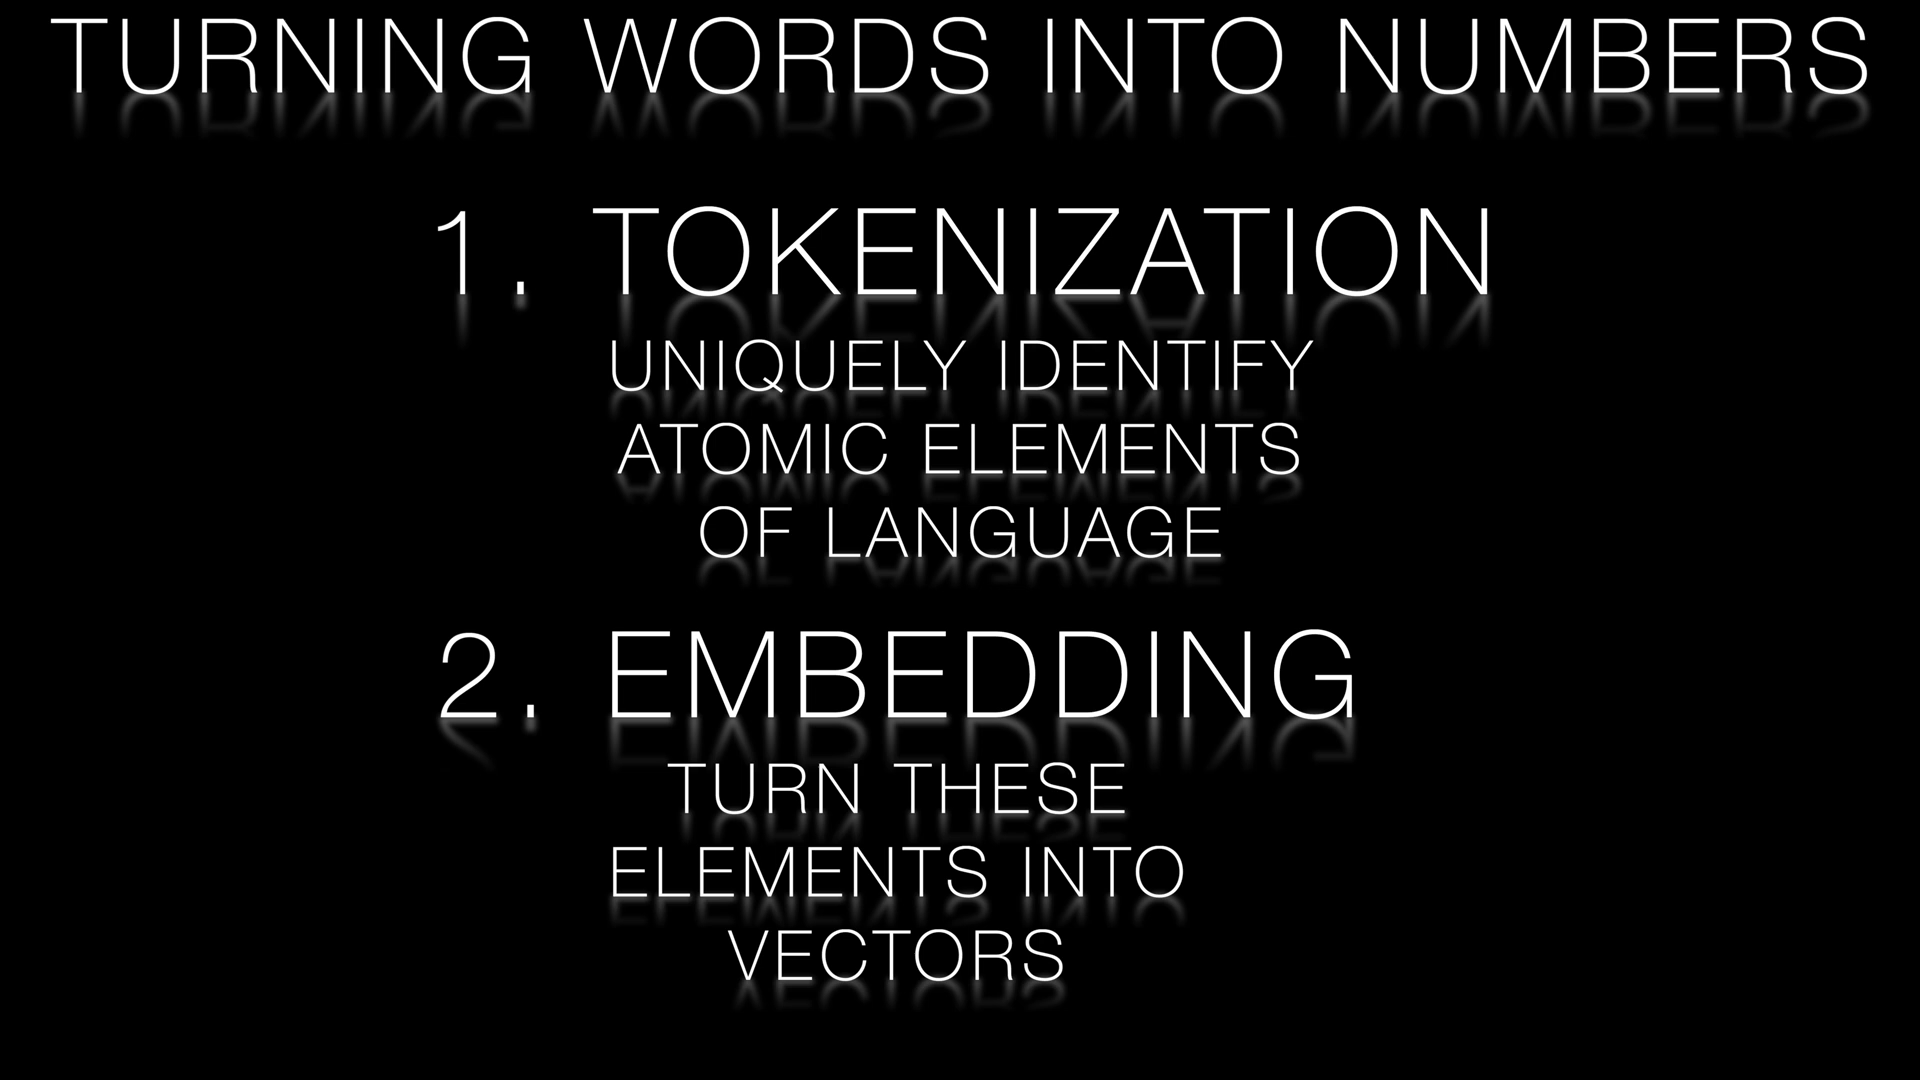 TURNING WORDS INTO NUMBERS
1. TOKENIZATION
UNIQUELY IDENTIFY
ATOMIC ELEMENTS
OF LANGUAGE
2. EMBEDDING
TURN THESE
ELEMENTS INTO
VECTORS